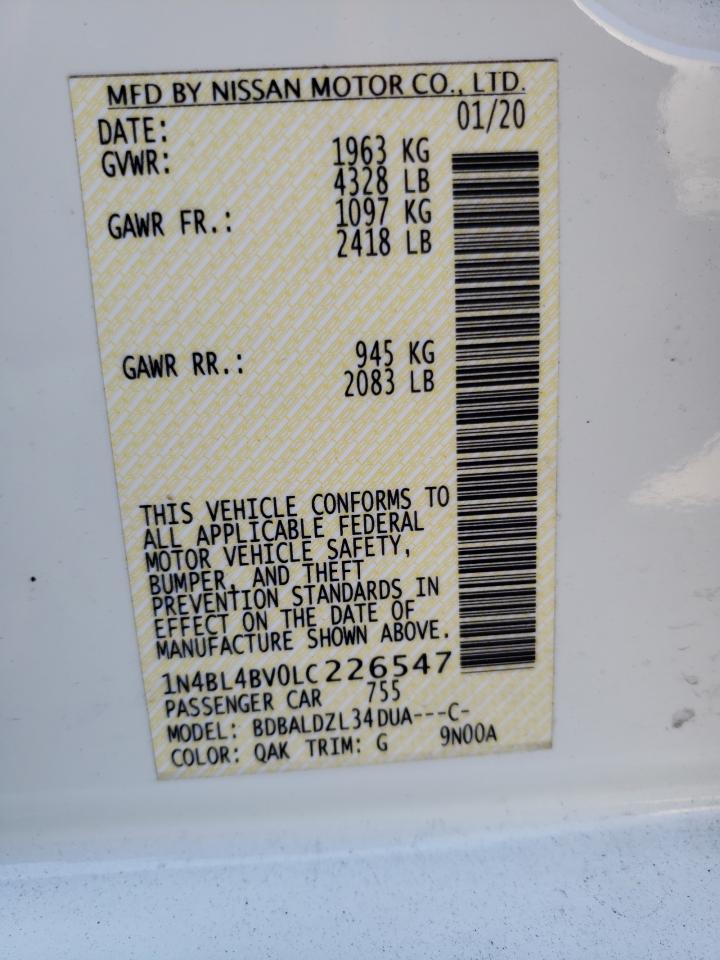 MFD BY NISSAN MOTOR CO., LTD.
DATE: 01/20
GVWR: 1963 KG
4328 LB
GAWR FR.: 1097 KG
2418 LB
GAWR RR.: 945 KG
2083 LB
THIS VEHICLE CONFORMS TO
ALL APPLICABLE FEDERAL
MOTOR VEHICLE SAFETY,
BUMPER, AND THEFT
PREVENTION STANDARDS IN
EFFECT ON THE DATE OF
MANUFACTURE SHOWN ABOVE.
1N4BL4BV0LC226547
PASSENGER CAR 755
MODEL: BDBALDZL34DUA---C-
COLOR: QAK TRIM: G 9N00A